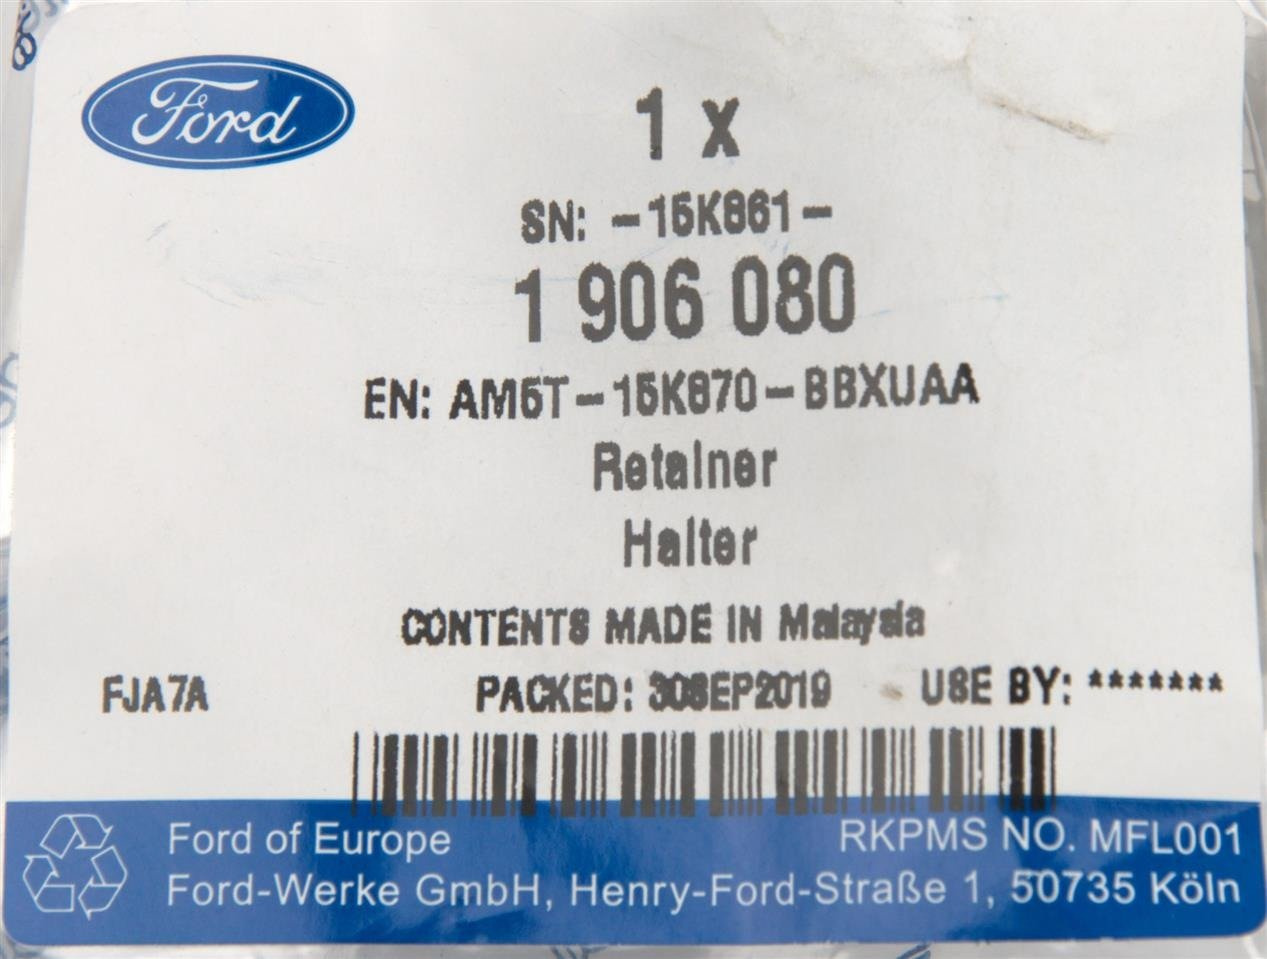 Ford
1 x
SN: -15K861-
1 906 080
EN: AM5T-15K870-BBXUAA
Retainer
Halter
CONTENTS MADE IN Malaysia
FJA7A PACKED: 30SEP2019 USE BY: *******
Ford of Europe RKPMS NO. MFL001
Ford-Werke GmbH, Henry-Ford-Straße 1, 50735 Köln